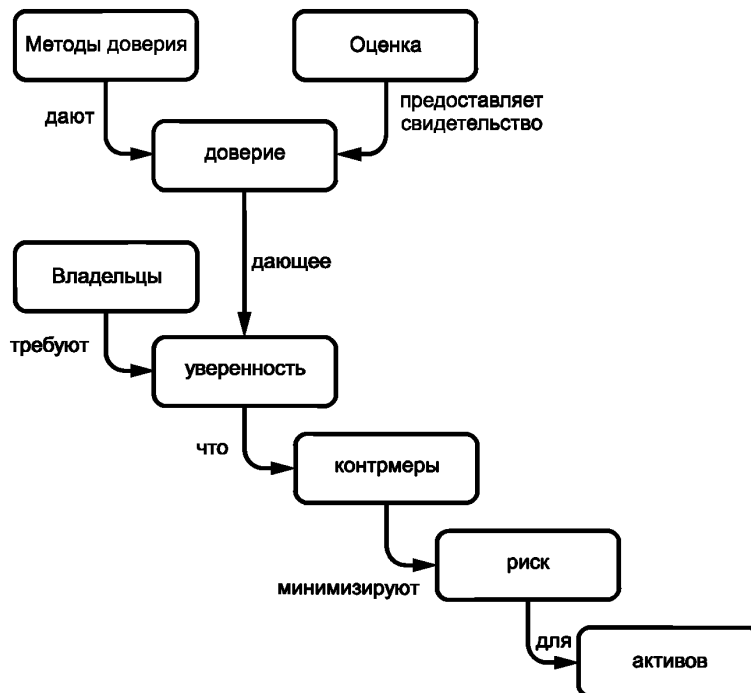 Методы доверия
Оценка
дают
предоставляет
свидетельство
доверие
дающее
Владельцы
требуют
уверенность
что
контрмеры
минимизируют
риск
для
активов